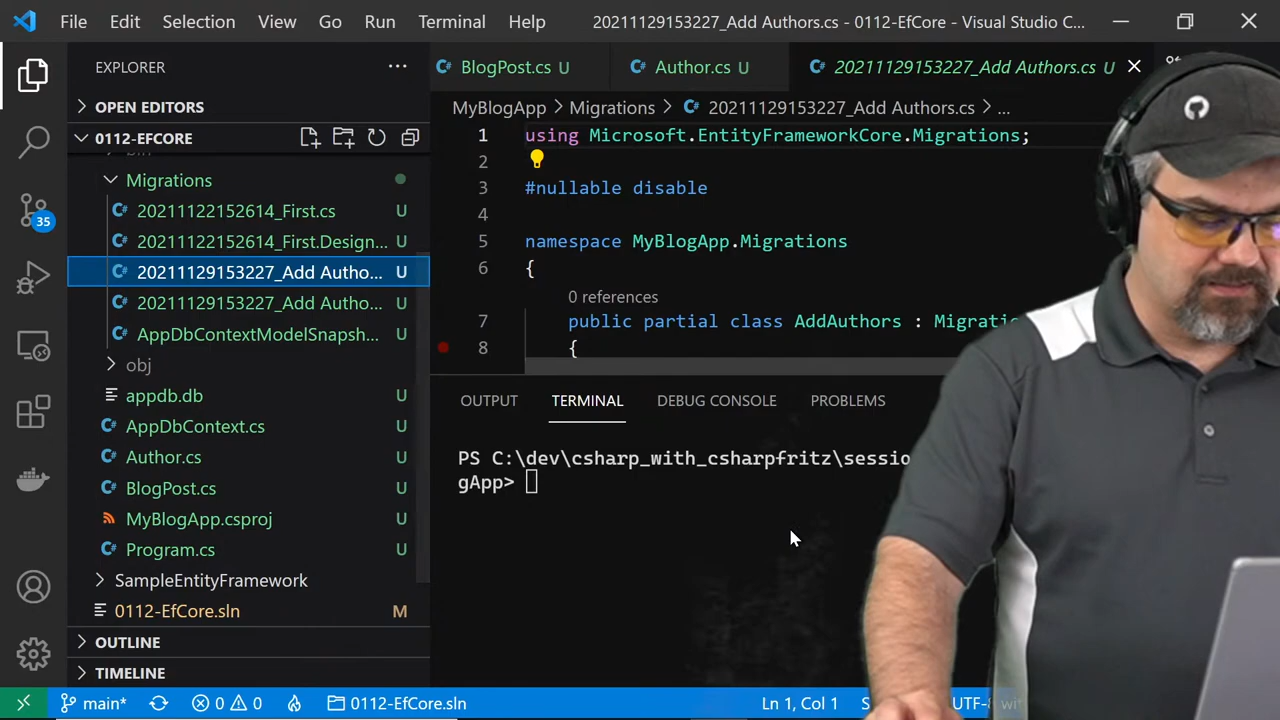 File Edit Selection View Go Run Terminal Help 20211129153227_Add Authors.cs - 0112-EfCore - Visual Studio C...
EXPLORER
OPEN EDITORS
0112-EFCORE
Migrations
20211122152614_First.cs U
20211122152614_First.Design... U
20211129153227_Add Autho... U
20211129153227_Add Autho... U
AppDbContextModelSnapsh... U
obj
appdb.db U
AppDbContext.cs U
Author.cs U
BlogPost.cs U
MyBlogApp.csproj U
Program.cs U
SampleEntityFramework
0112-EfCore.sln M
OUTLINE
TIMELINE
35
BlogPost.cs U Author.cs U 20211129153227_Add Authors.cs U
MyBlogApp > Migrations > 20211129153227_Add Authors.cs > ...
1 using Microsoft.EntityFrameworkCore.Migrations;
2
3 #nullable disable
4
5 namespace MyBlogApp.Migrations
6 {
0 references
7 public partial class AddAuthors : Migratio
8 {
OUTPUT TERMINAL DEBUG CONSOLE PROBLEMS
PS C:\dev\csharp_with_csharpfritz\sessio
gApp>
main* 0 0 0112-EfCore.sln Ln 1, Col 1 UTF-8